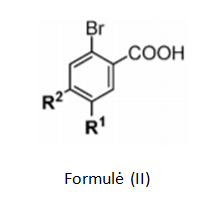 Br
COOH
R²
R¹
Formulė (II)